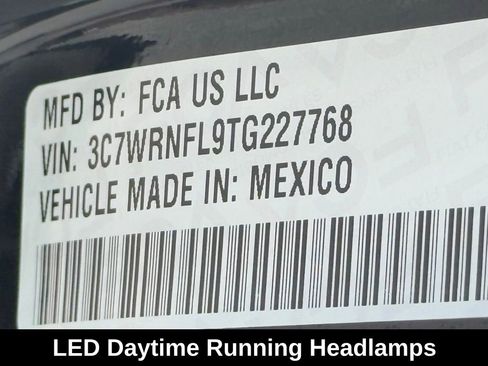 MFD BY: FCA US LLC
VIN: 3C7WRNFL9TG227768
VEHICLE MADE IN: MEXICO
LED Daytime Running Headlamps